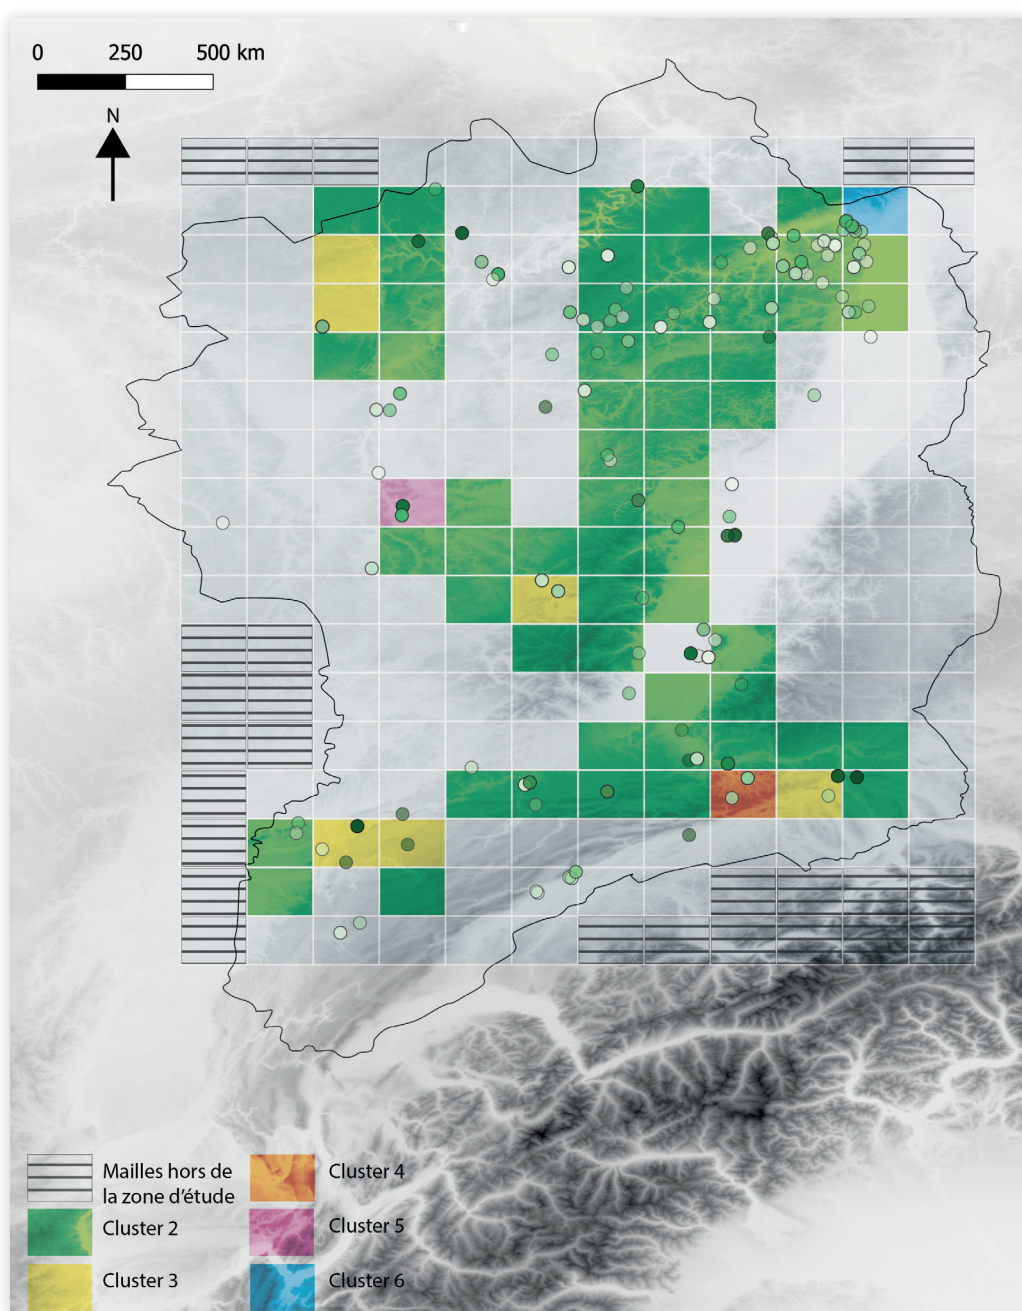 0 250 500 km
N
Mailles hors de
la zone d'étude
Cluster 2
Cluster 3
Cluster 4
Cluster 5
Cluster 6